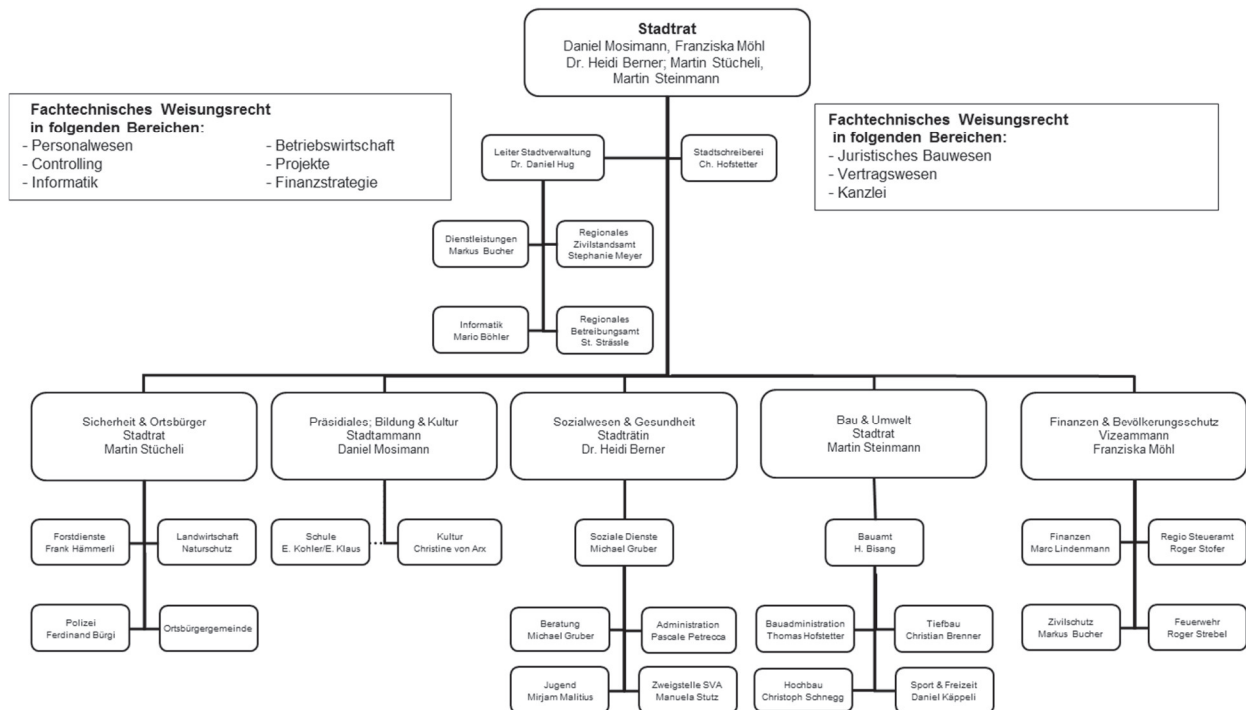 Stadtrat
Daniel Mosimann, Franziska Möhl
Dr. Heidi Berner; Martin Stücheli,
Martin Steinmann
Fachtechnisches Weisungsrecht
in folgenden Bereichen:
- Personalwesen
- Controlling
- Informatik
- Betriebswirtschaft
- Projekte
- Finanzstrategie
Fachtechnisches Weisungsrecht
in folgenden Bereichen:
- Juristisches Bauwesen
- Vertragswesen
- Kanzlei
Leiter Stadtverwaltung
Dr. Daniel Hug
Stadtschreiberei
Ch. Hofstetter
Dienstleistungen
Markus Bucher
Regionales
Zivilstandsamt
Stephanie Meyer
Informatik
Mario Böhler
Regionales
Betreibungsamt
St. Strässle
Sicherheit & Ortsbürger
Stadtrat
Martin Stücheli
Präsidiales; Bildung & Kultur
Stadtammann
Daniel Mosimann
Sozialwesen & Gesundheit
Stadträtin
Dr. Heidi Berner
Bau & Umwelt
Stadtrat
Martin Steinmann
Finanzen & Bevölkerungsschutz
Vizeammann
Franziska Möhl
Forstdienste
Frank Hämmerli
Landwirtschaft
Naturschutz
Schule
E. Kohler/E. Klaus
Kultur
Christine von Arx
Soziale Dienste
Michael Gruber
Bauamt
H. Bisang
Finanzen
Marc Lindenmann
Regio Steueramt
Roger Stofer
Polizei
Ferdinand Bürgi
Ortsbürgergemeinde
Beratung
Michael Gruber
Administration
Pascale Petrecca
Bauadministration
Thomas Hofstetter
Tiefbau
Christian Brenner
Zivilschutz
Markus Bucher
Feuerwehr
Roger Strebel
Jugend
Mirjam Malitius
Zweigstelle SVA
Manuela Stutz
Hochbau
Christoph Schnegg
Sport & Freizeit
Daniel Käppeli